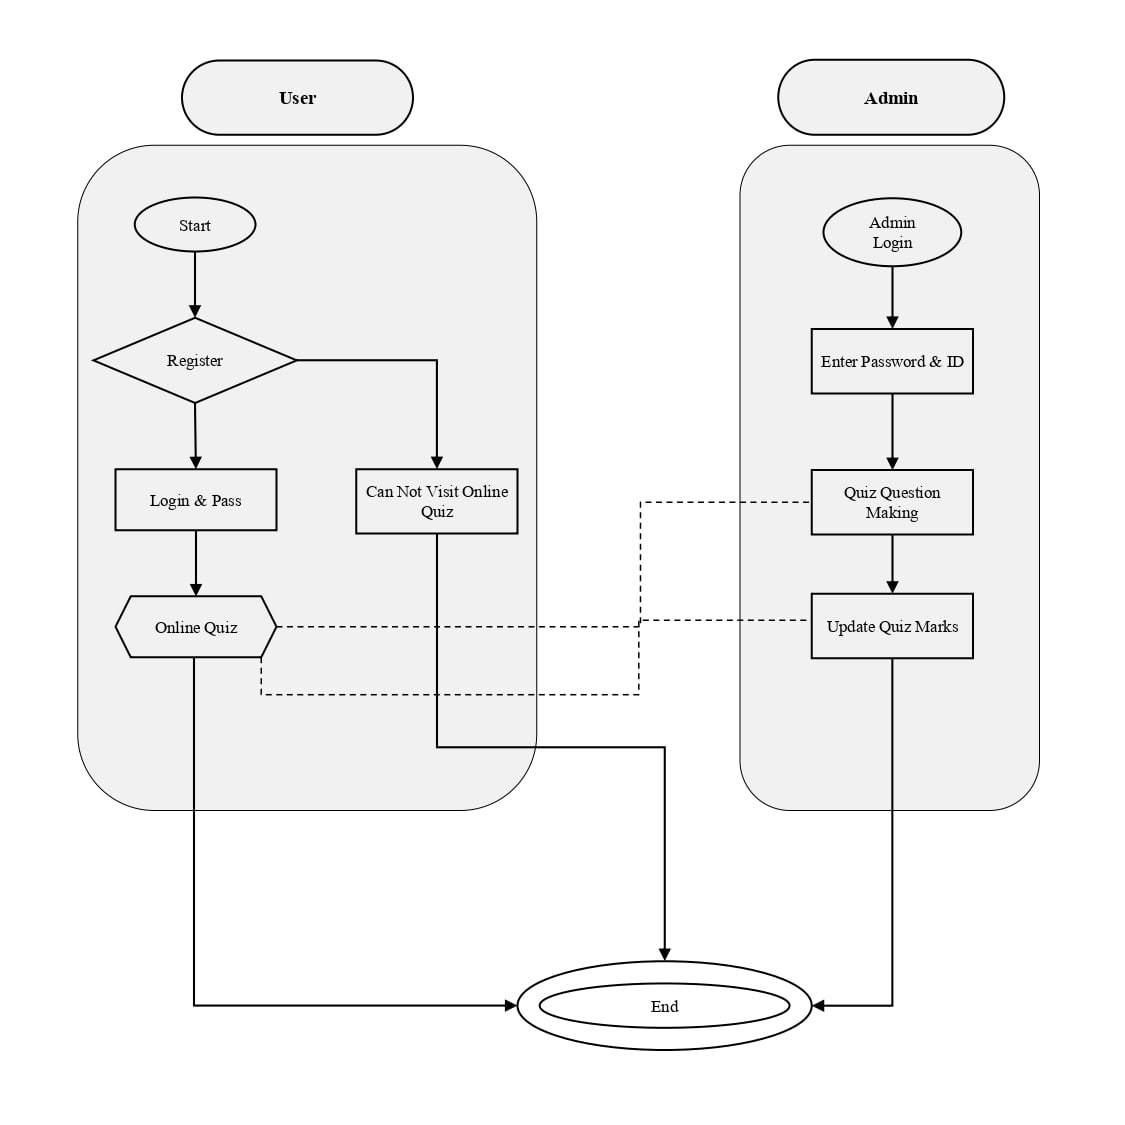 User
Admin
Start
Admin
Login
Register
Enter Password & ID
Login & Pass
Can Not Visit Online
Quiz
Quiz Question
Making
Online Quiz
Update Quiz Marks
End